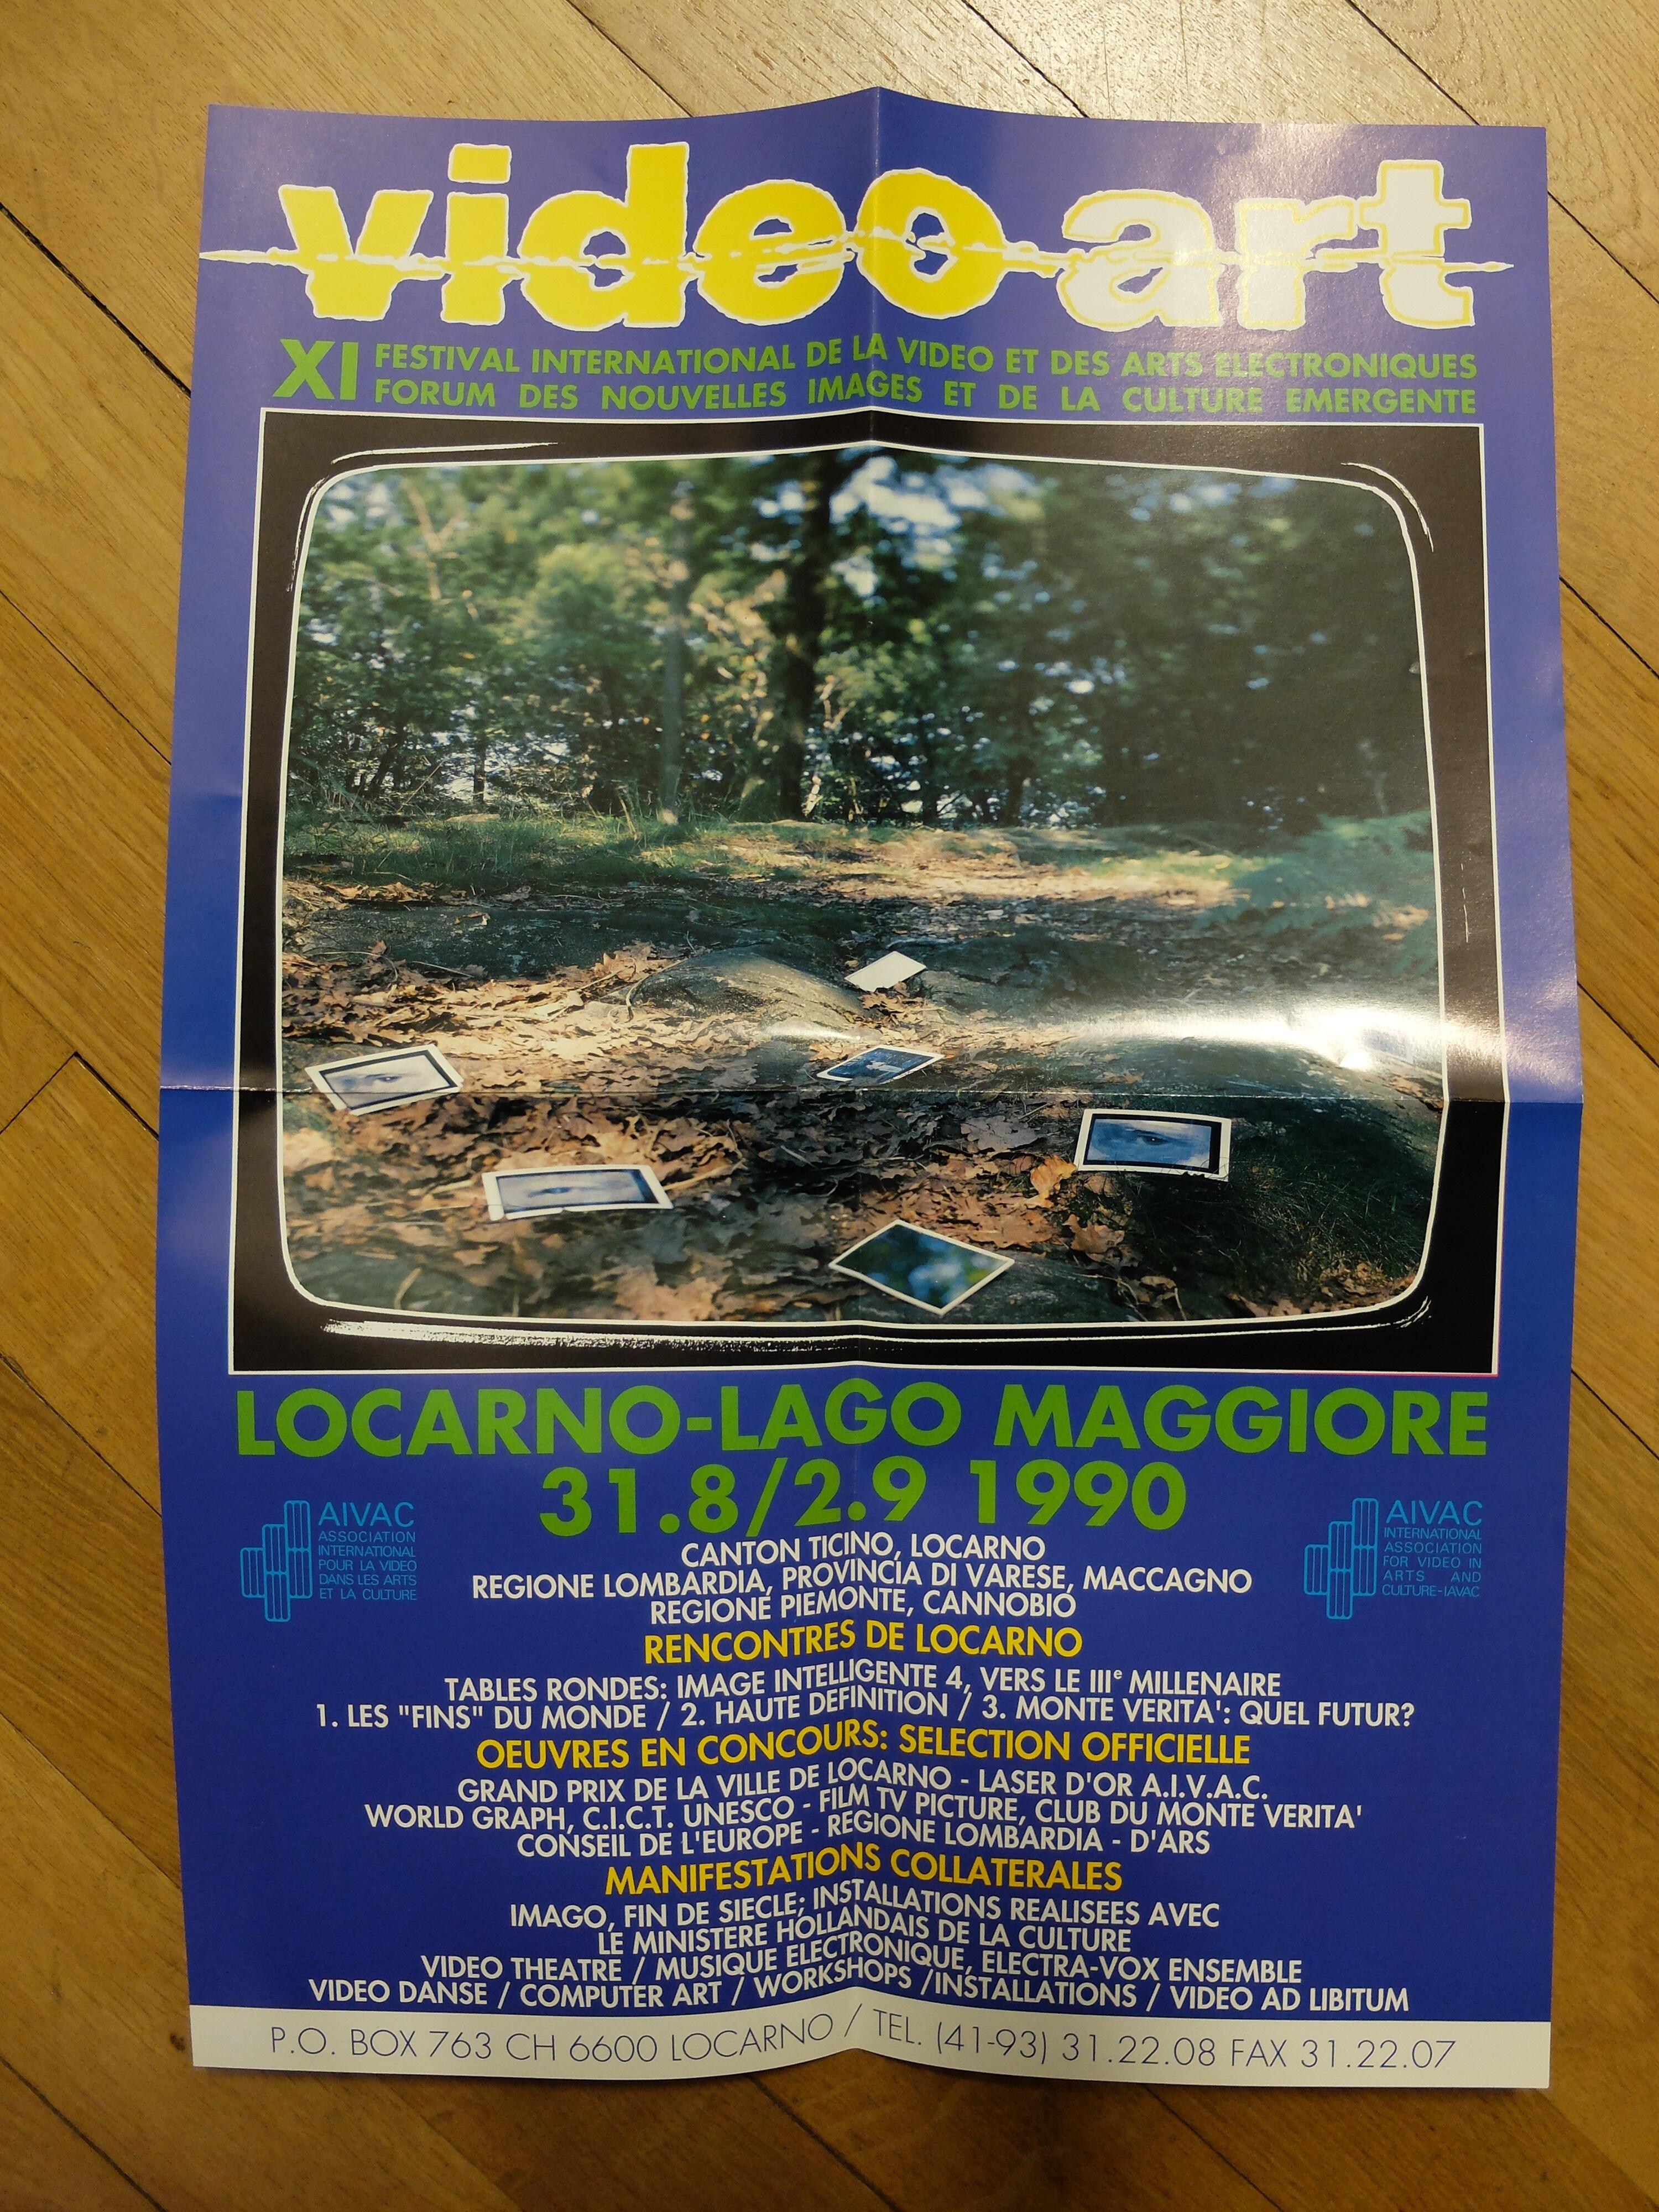 video art
XI FESTIVAL INTERNATIONAL DE LA VIDEO ET DES ARTS ELECTRONIQUES
FORUM DES NOUVELLES IMAGES ET DE LA CULTURE EMERGENTE
LOCARNO-LAGO MAGGIORE
31.8/2.9 1990
AIVAC
ASSOCIATION
INTERNATIONAL
POUR LA VIDEO
DANS LES ARTS
ET LA CULTURE
AIVAC
INTERNATIONAL
ASSOCIATION
FOR VIDEO IN
ARTS AND
CULTURE-IAVAC
CANTON TICINO, LOCARNO
REGIONE LOMBARDIA, PROVINCIA DI VARESE, MACCAGNO
REGIONE PIEMONTE, CANNOBIO
RENCONTRES DE LOCARNO
TABLES RONDES: IMAGE INTELLIGENTE 4, VERS LE IIIe MILLENAIRE
1. LES "FINS" DU MONDE / 2. HAUTE DEFINITION / 3. MONTE VERITA': QUEL FUTUR?
OEUVRES EN CONCOURS: SELECTION OFFICIELLE
GRAND PRIX DE LA VILLE DE LOCARNO - LASER D'OR A.I.V.A.C.
WORLD GRAPH, C.I.C.T. UNESCO - FILM TV PICTURE, CLUB DU MONTE VERITA'
CONSEIL DE L'EUROPE - REGIONE LOMBARDIA - D'ARS
MANIFESTATIONS COLLATERALES
IMAGO, FIN DE SIECLE; INSTALLATIONS REALISEES AVEC
LE MINISTERE HOLLANDAIS DE LA CULTURE
VIDEO THEATRE / MUSIQUE ELECTRONIQUE, ELECTRA-VOX ENSEMBLE
VIDEO DANSE / COMPUTER ART / WORKSHOPS /INSTALLATIONS / VIDEO AD LIBITUM
P.O. BOX 763 CH 6600 LOCARNO / TEL. (41-93) 31.22.08 FAX 31.22.07